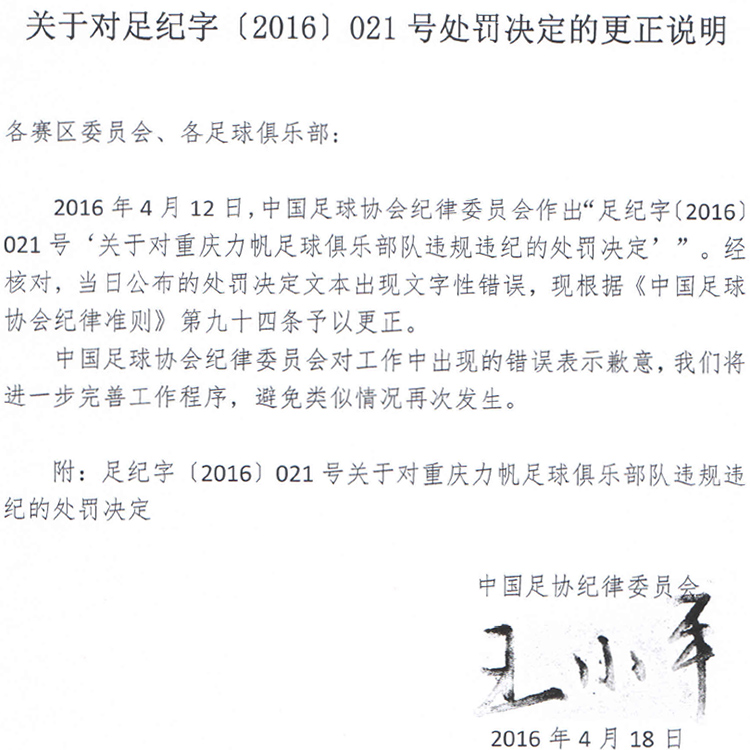 关于对足纪字〔2016〕021 号处罚决定的更正说明
各赛区委员会、各足球俱乐部：
2016 年 4 月 12 日,中国足球协会纪律委员会作出“足纪字〔2016〕
021 号‘关于对重庆力帆足球俱乐部队违规违纪的处罚决定’”。经
核对，当日公布的处罚决定文本出现文字性错误，现根据《中国足球
协会纪律准则》第九十四条予以更正。
中国足球协会纪律委员会对工作中出现的错误表示歉意，我们将
进一步完善工作程序，避免类似情况再次发生。
附：足纪字〔2016〕021 号关于对重庆力帆足球俱乐部队违规违
纪的处罚决定
中国足协纪律委员会
王小平
2016 年 4 月 18 日